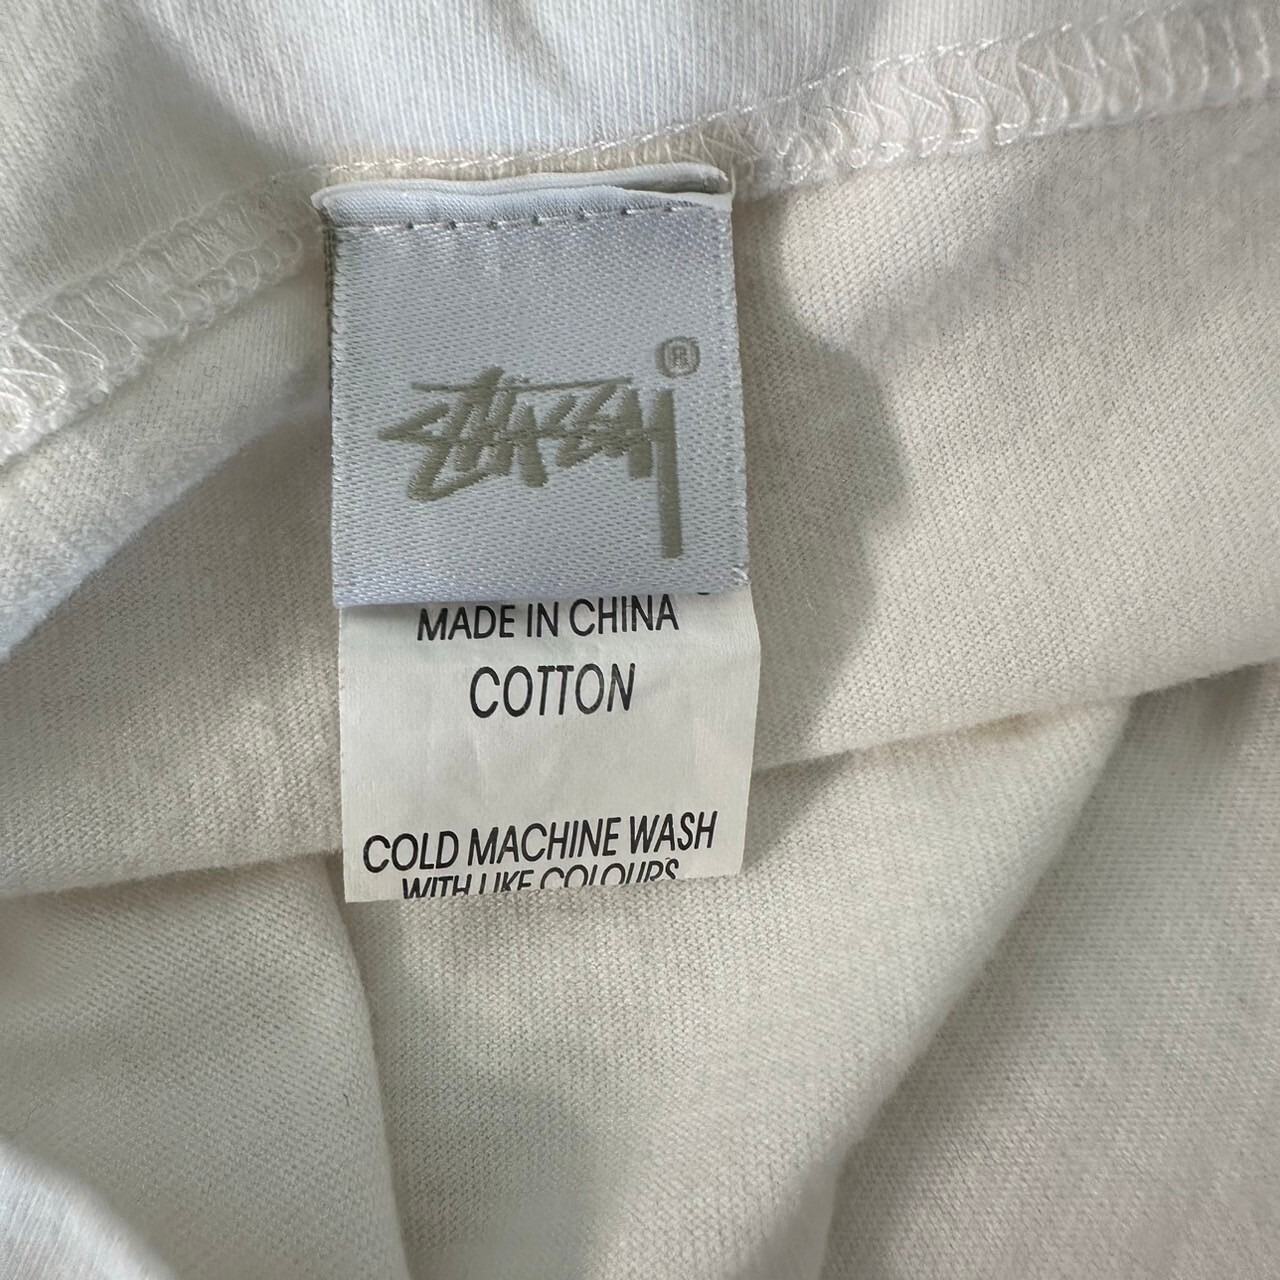 STÜSSY ®
MADE IN CHINA
COTTON
COLD MACHINE WASH
WITH LIKE COLOURS